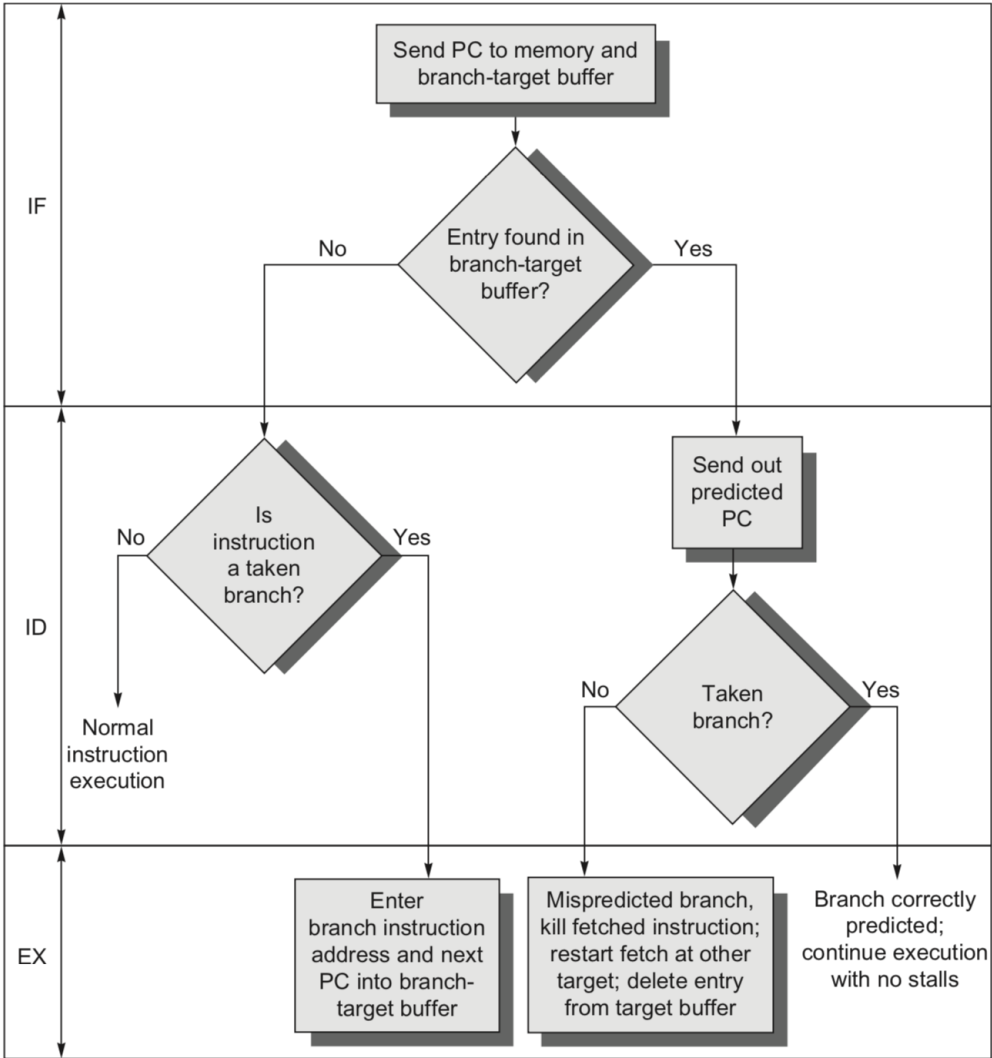 Send PC to memory and
branch-target buffer
IF
Entry found in
branch-target
buffer?
No
Yes
ID
Is
instruction
a taken
branch?
No
Yes
Send out
predicted
PC
Normal
instruction
execution
Taken
branch?
No
Yes
EX
Enter
branch instruction
address and next
PC into branch-
target buffer
Mispredicted branch,
kill fetched instruction;
restart fetch at other
target; delete entry
from target buffer
Branch correctly
predicted;
continue execution
with no stalls